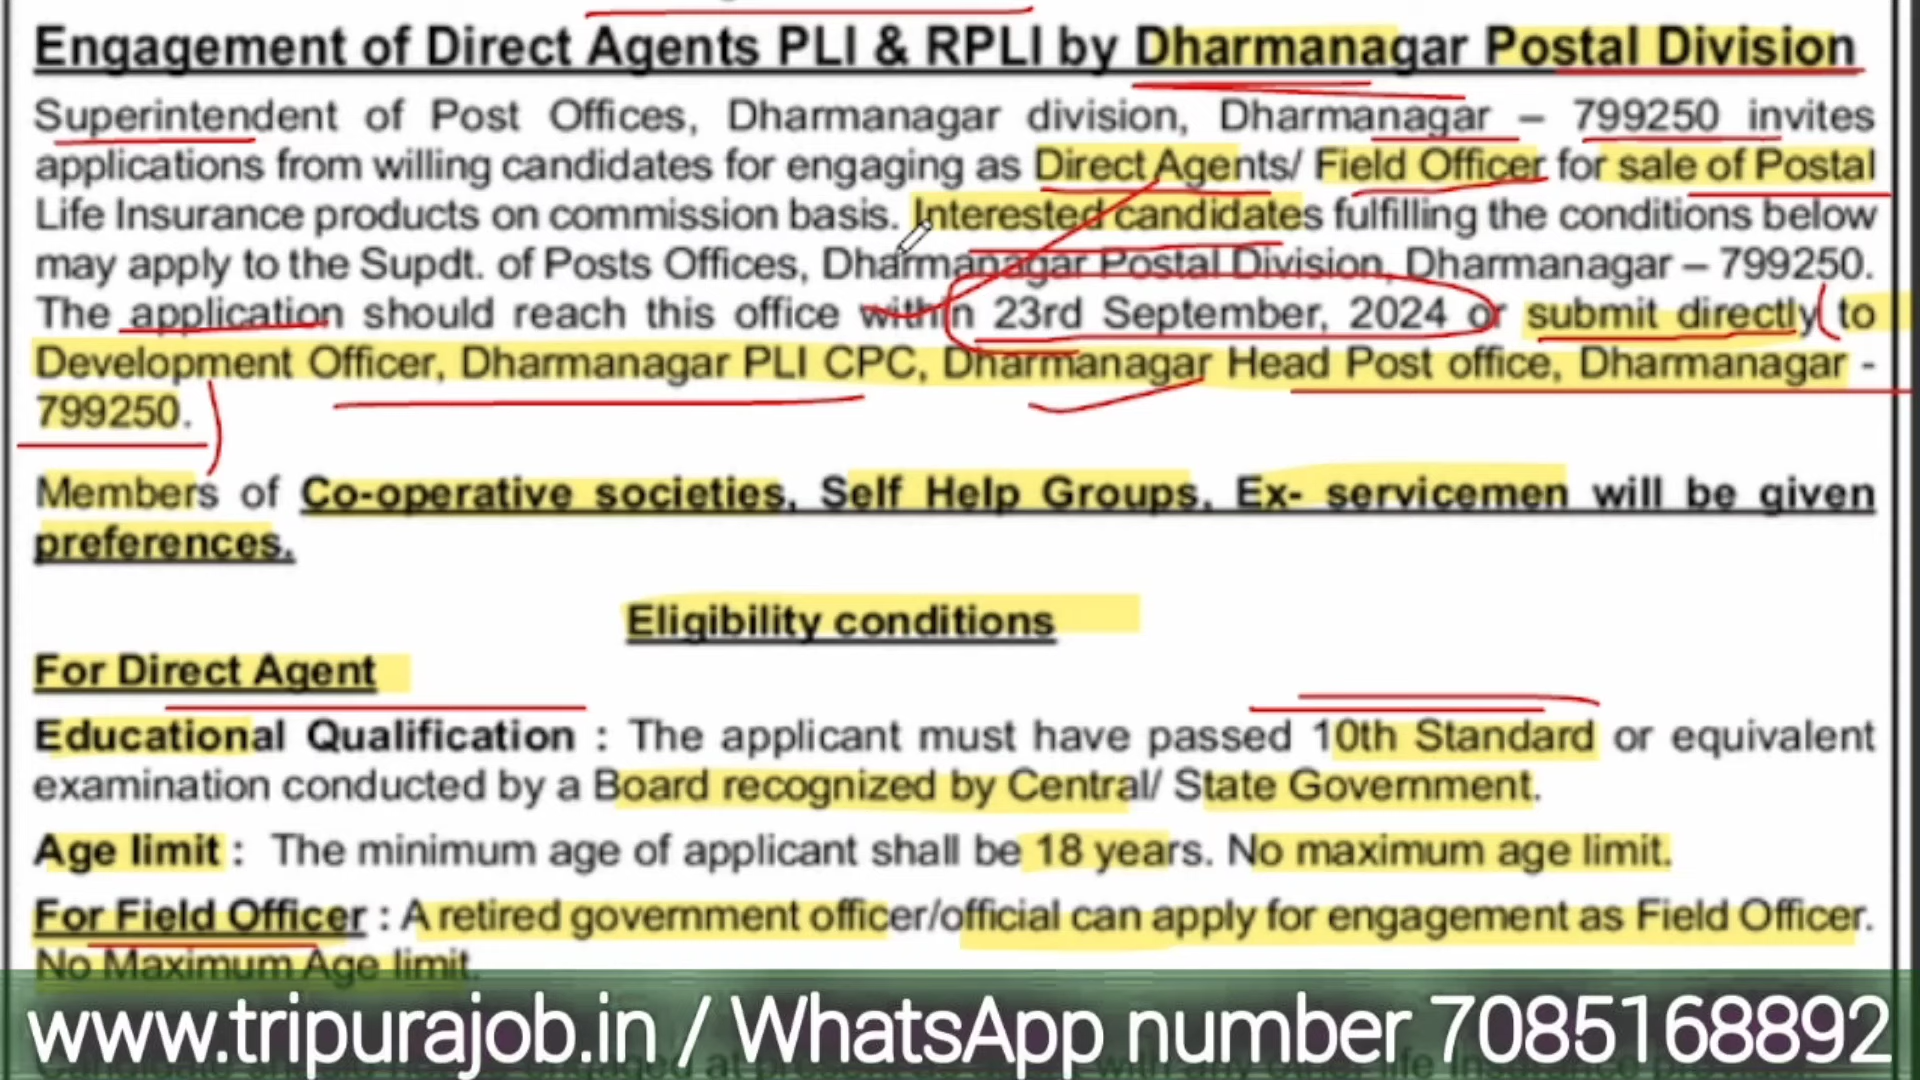 Engagement of Direct Agents PLI & RPLI by Dharmanagar Postal Division
Superintendent of Post Offices, Dharmanagar division, Dharmanagar – 799250 invites
applications from willing candidates for engaging as Direct Agents/ Field Officer for sale of Postal
Life Insurance products on commission basis. Interested candidates fulfilling the conditions below
may apply to the Supdt. of Posts Offices, Dharmanagar Postal Division, Dharmanagar – 799250.
The application should reach this office within 23rd September, 2024 or submit directly to
Development Officer, Dharmanagar PLI CPC, Dharmanagar Head Post office, Dharmanagar -
799250.
Members of Co-operative societies, Self Help Groups, Ex- servicemen will be given
preferences.
Eligibility conditions
For Direct Agent
Educational Qualification : The applicant must have passed 10th Standard or equivalent
examination conducted by a Board recognized by Central/ State Government.
Age limit : The minimum age of applicant shall be 18 years. No maximum age limit.
For Field Officer : A retired government officer/official can apply for engagement as Field Officer.
No Maximum Age limit.
www.tripurajob.in / WhatsApp number 7085168892